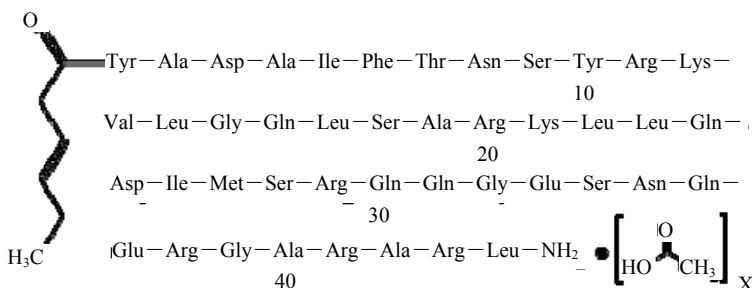 O
Tyr–Ala–Asp–Ala–Ile–Phe–Thr–Asn–Ser–Tyr–Arg–Lys–
10
Val–Leu–Gly–Gln–Leu–Ser–Ala–Arg–Lys–Leu–Leu–Gln–
20
Asp–Ile–Met–Ser–Arg–Gln–Gln–Gly–Glu–Ser–Asn–Gln–
30
Glu–Arg–Gly–Ala–Arg–Ala–Arg–Leu–NH2 • [ O HO CH3 ] X
H3C
40